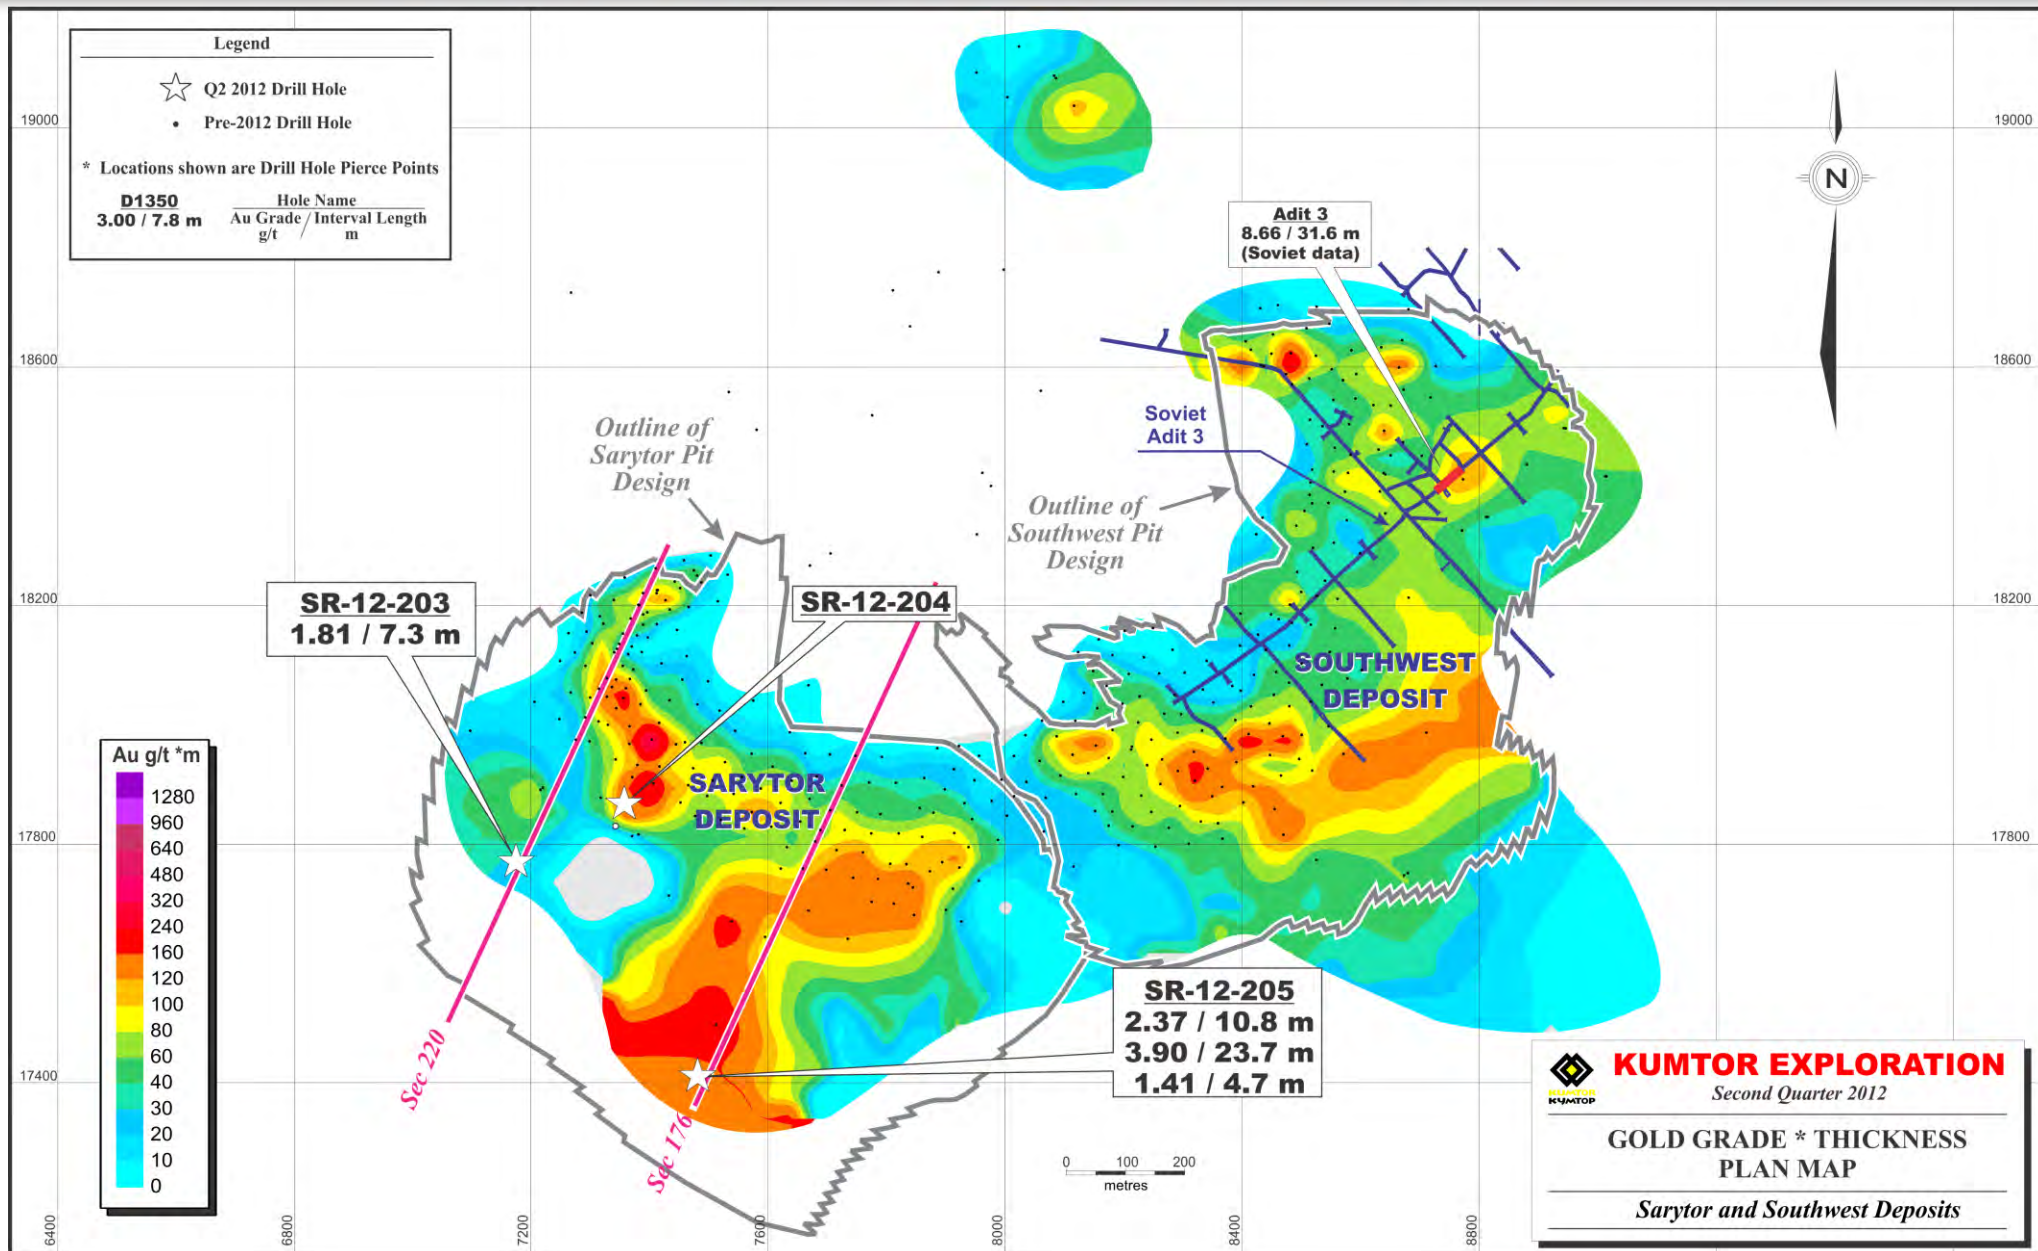 Legend
Q2 2012 Drill Hole
Pre-2012 Drill Hole
* Locations shown are Drill Hole Pierce Points
D1350
3.00 / 7.8 m
Hole Name
Au Grade / Interval Length
g/t / m
19000
19000
18600
18600
18200
18200
17800
17800
17400
6400
6800
7200
7600
8000
8400
8800
N
Adit 3
8.66 / 31.6 m
(Soviet data)
Soviet
Adit 3
Outline of
Sarytor Pit
Design
Outline of
Southwest Pit
Design
SR-12-203
1.81 / 7.3 m
SR-12-204
SOUTHWEST
DEPOSIT
SARYTOR
DEPOSIT
Au g/t *m
1280
960
640
480
320
240
160
120
100
80
60
40
30
20
10
0
Sec 220
Sec 176
SR-12-205
2.37 / 10.8 m
3.90 / 23.7 m
1.41 / 4.7 m
0 100 200
metres
KUMTOR
КУМТОР
KUMTOR EXPLORATION
Second Quarter 2012
GOLD GRADE * THICKNESS
PLAN MAP
Sarytor and Southwest Deposits